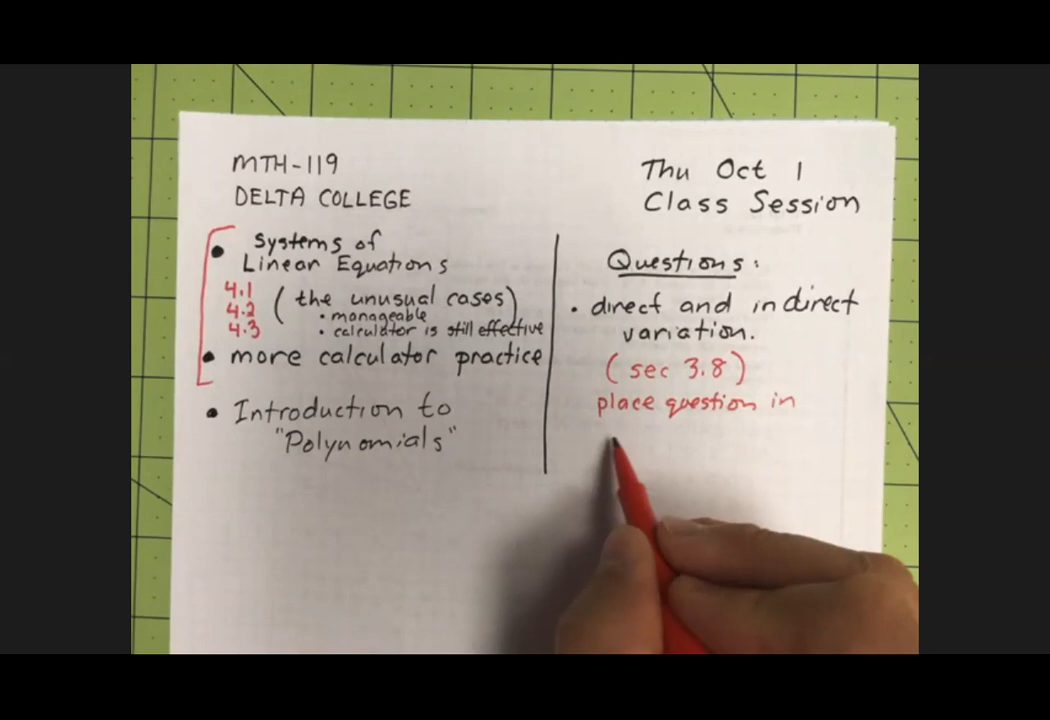 MTH-119
DELTA COLLEGE
Thu Oct 1
Class Session
• Systems of
Linear Equations
4.1
4.2
4.3
(the unusual cases)
• manageable
• calculator is still effective
• more calculator practice
• Introduction to
"Polynomials"
Questions:
• direct and indirect
variation.
(sec 3.8)
place question in